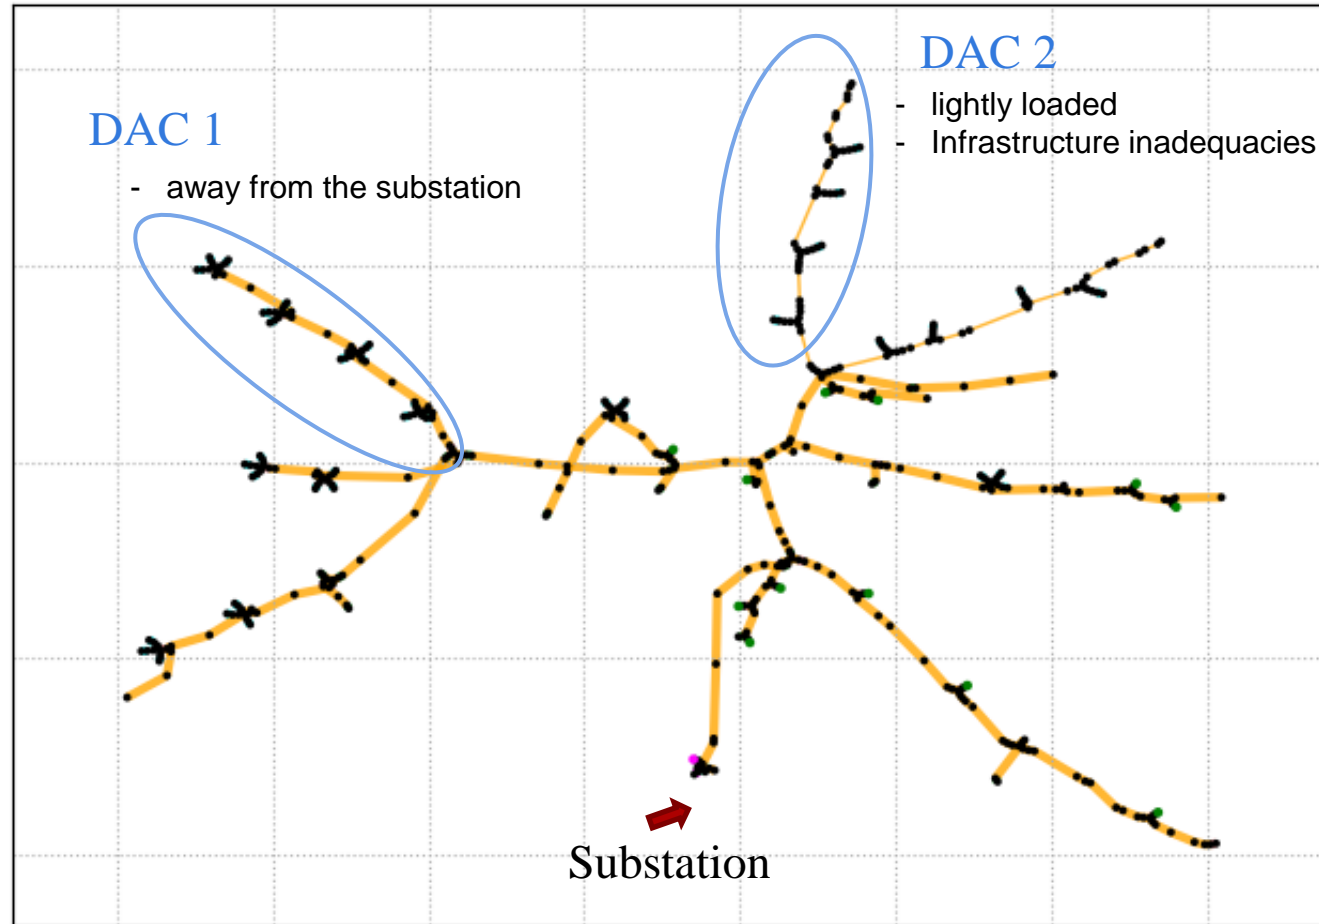 DAC 1
- away from the substation
DAC 2
- lightly loaded
- Infrastructure inadequacies
Substation